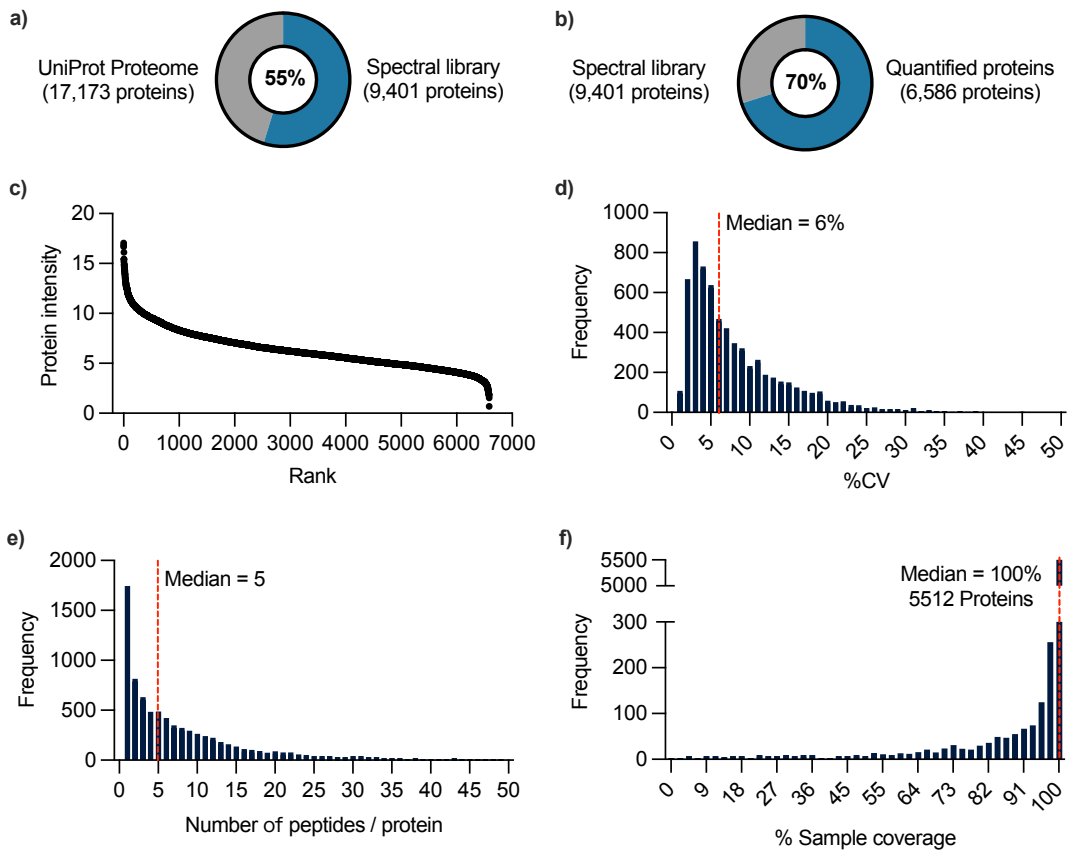 a)
UniProt Proteome
(17,173 proteins)
55%
Spectral library
(9,401 proteins)
b)
Spectral library
(9,401 proteins)
70%
Quantified proteins
(6,586 proteins)
c)
Protein intensity
20
15
10
5
0
0 1000 2000 3000 4000 5000 6000 7000
Rank
d)
Frequency
1000
800
600
400
200
0
Median = 6%
0 5 10 15 20 25 30 35 40 45 50
%CV
e)
Frequency
2000
1500
1000
500
0
Median = 5
0 5 10 15 20 25 30 35 40 45 50
Number of peptides / protein
f)
Frequency
5500
5000
300
200
100
0
Median = 100%
5512 Proteins
0 9 18 27 36 45 55 64 73 82 91 100
% Sample coverage